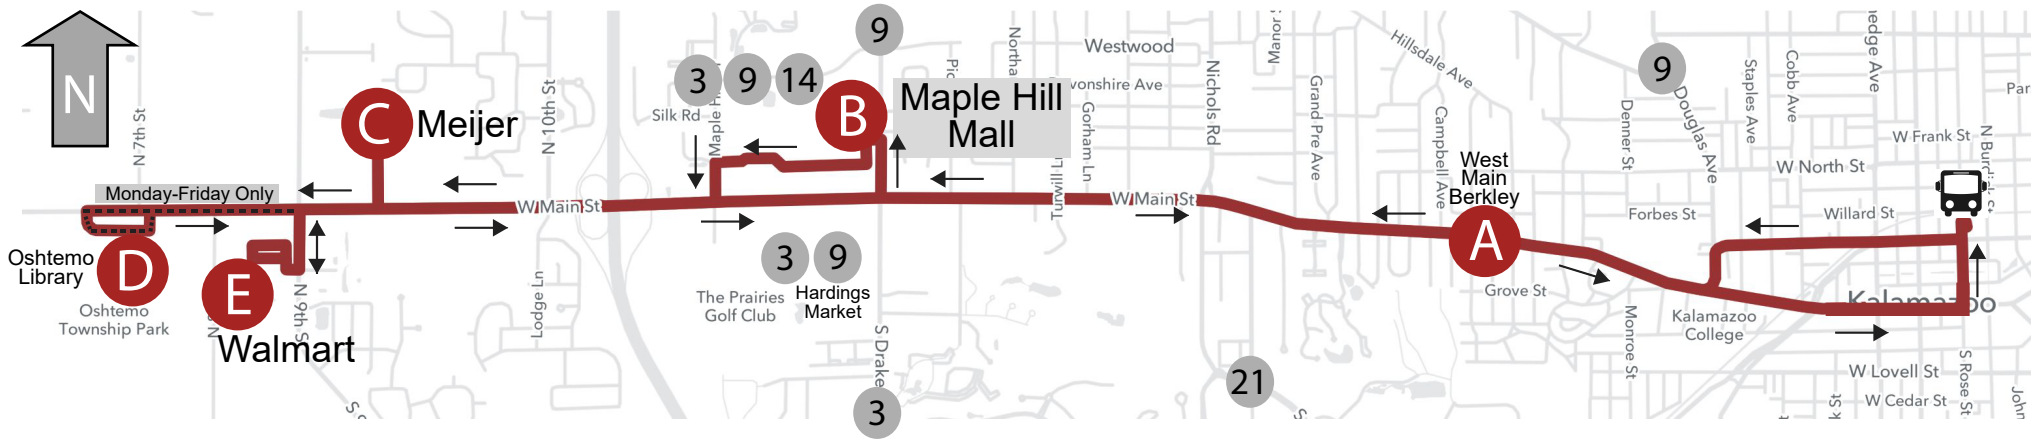 N
N 7th St
Monday-Friday Only
Oshtemo
Library
D
Oshtemo
Township Park
E
Walmart
N 9th St
C
Meijer
N 10th St
Lodge Ln
W Main St
Silk Rd
3
9
14
B
Maple Hill
Mall
9
3
9
Hardings
Market
The Prairies
Golf Club
S Drake
3
Westwood
Gorham Ln
Nichols Rd
W Main St
21
Grand Pre Ave
Hillsdale Ave
Campbell Ave
West
Main
Berkley
A
Grove St
9
Douglas Ave
Denner St
Forbes St
Monroe St
Kalamazoo
College
Staples Ave
Cobb Ave
W Frank St
W North St
Willard St
Kalamazoo
W Lovell St
W Cedar St
S Rose St